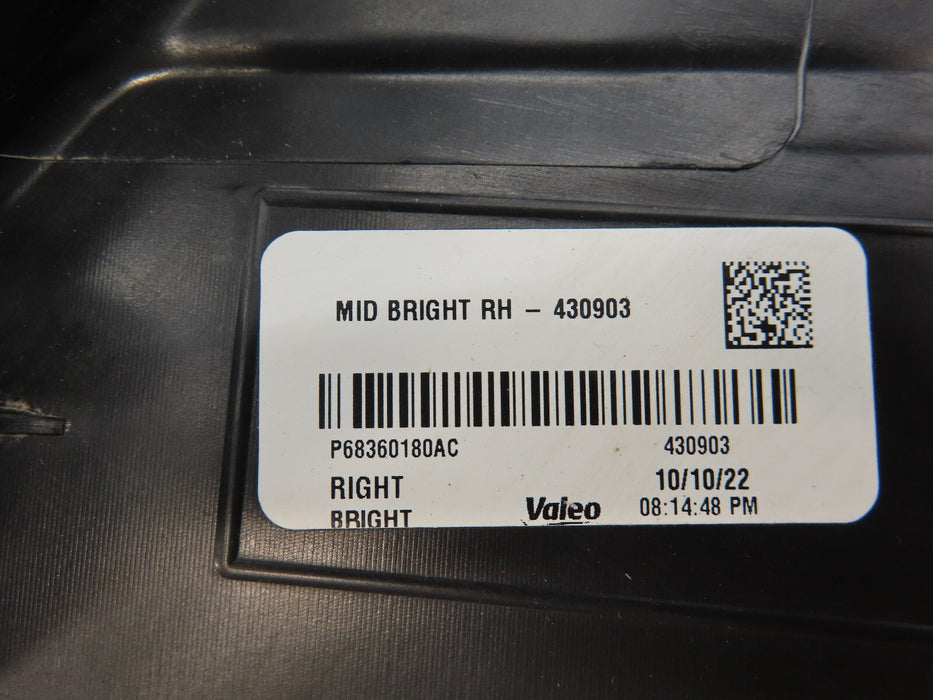 MID BRIGHT RH - 430903
P68360180AC 430903
RIGHT 10/10/22
BRIGHT Valeo 08:14:48 PM